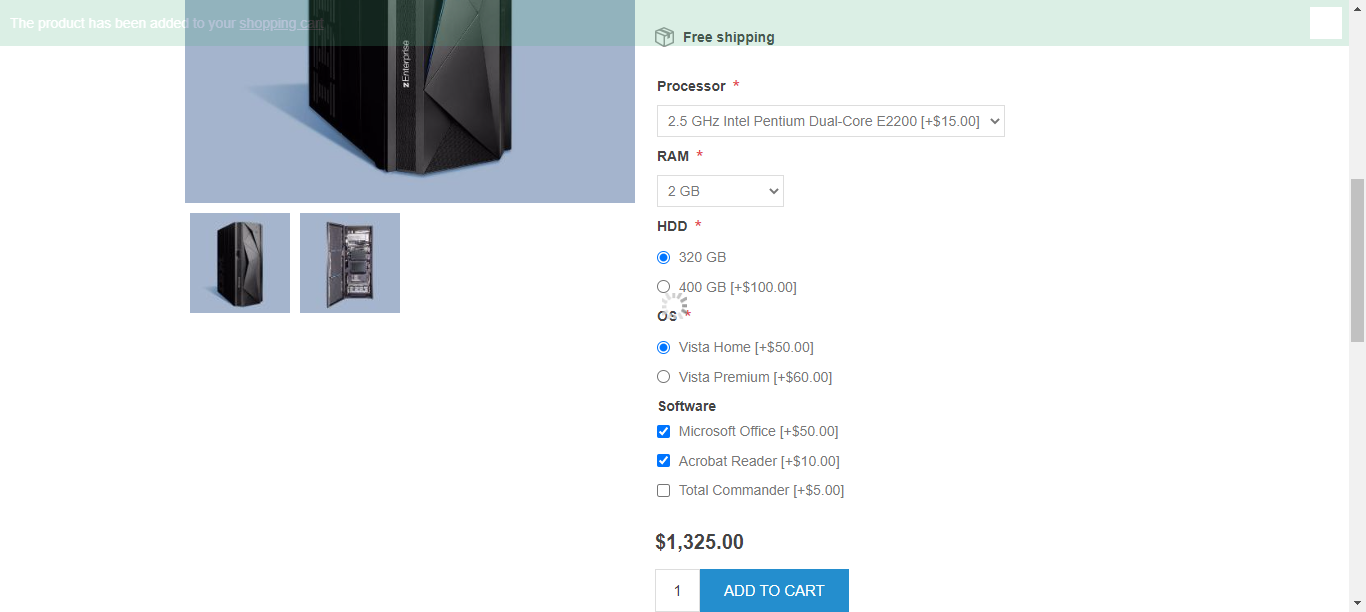 The product has been added to your shopping cart
zEnterprise
Free shipping
Processor *
2.5 GHz Intel Pentium Dual-Core E2200 [+$15.00]
RAM *
2 GB
HDD *
320 GB
400 GB [+$100.00]
OS *
Vista Home [+$50.00]
Vista Premium [+$60.00]
Software
Microsoft Office [+$50.00]
Acrobat Reader [+$10.00]
Total Commander [+$5.00]
$1,325.00
1 ADD TO CART